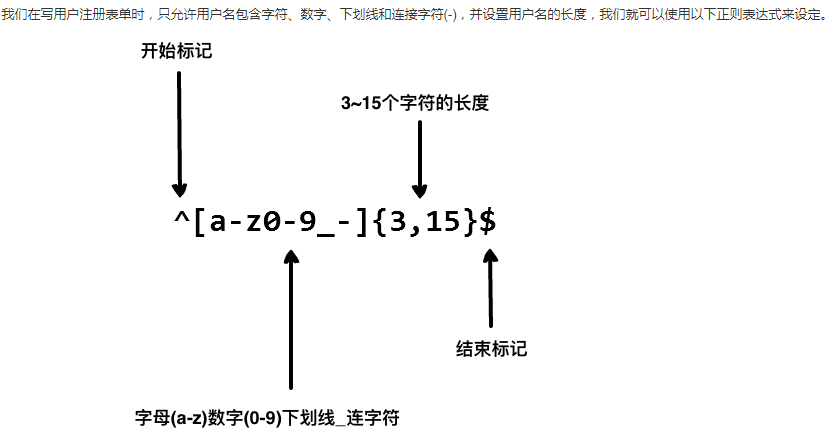 我们在写用户注册表单时，只允许用户名包含字符、数字、下划线和连接字符(-)，并设置用户名的长度，我们就可以使用以下正则表达式来设定。
开始标记
3~15个字符的长度
^[a-z0-9_-]{3,15}$
结束标记
字母(a-z)数字(0-9)下划线_连字符